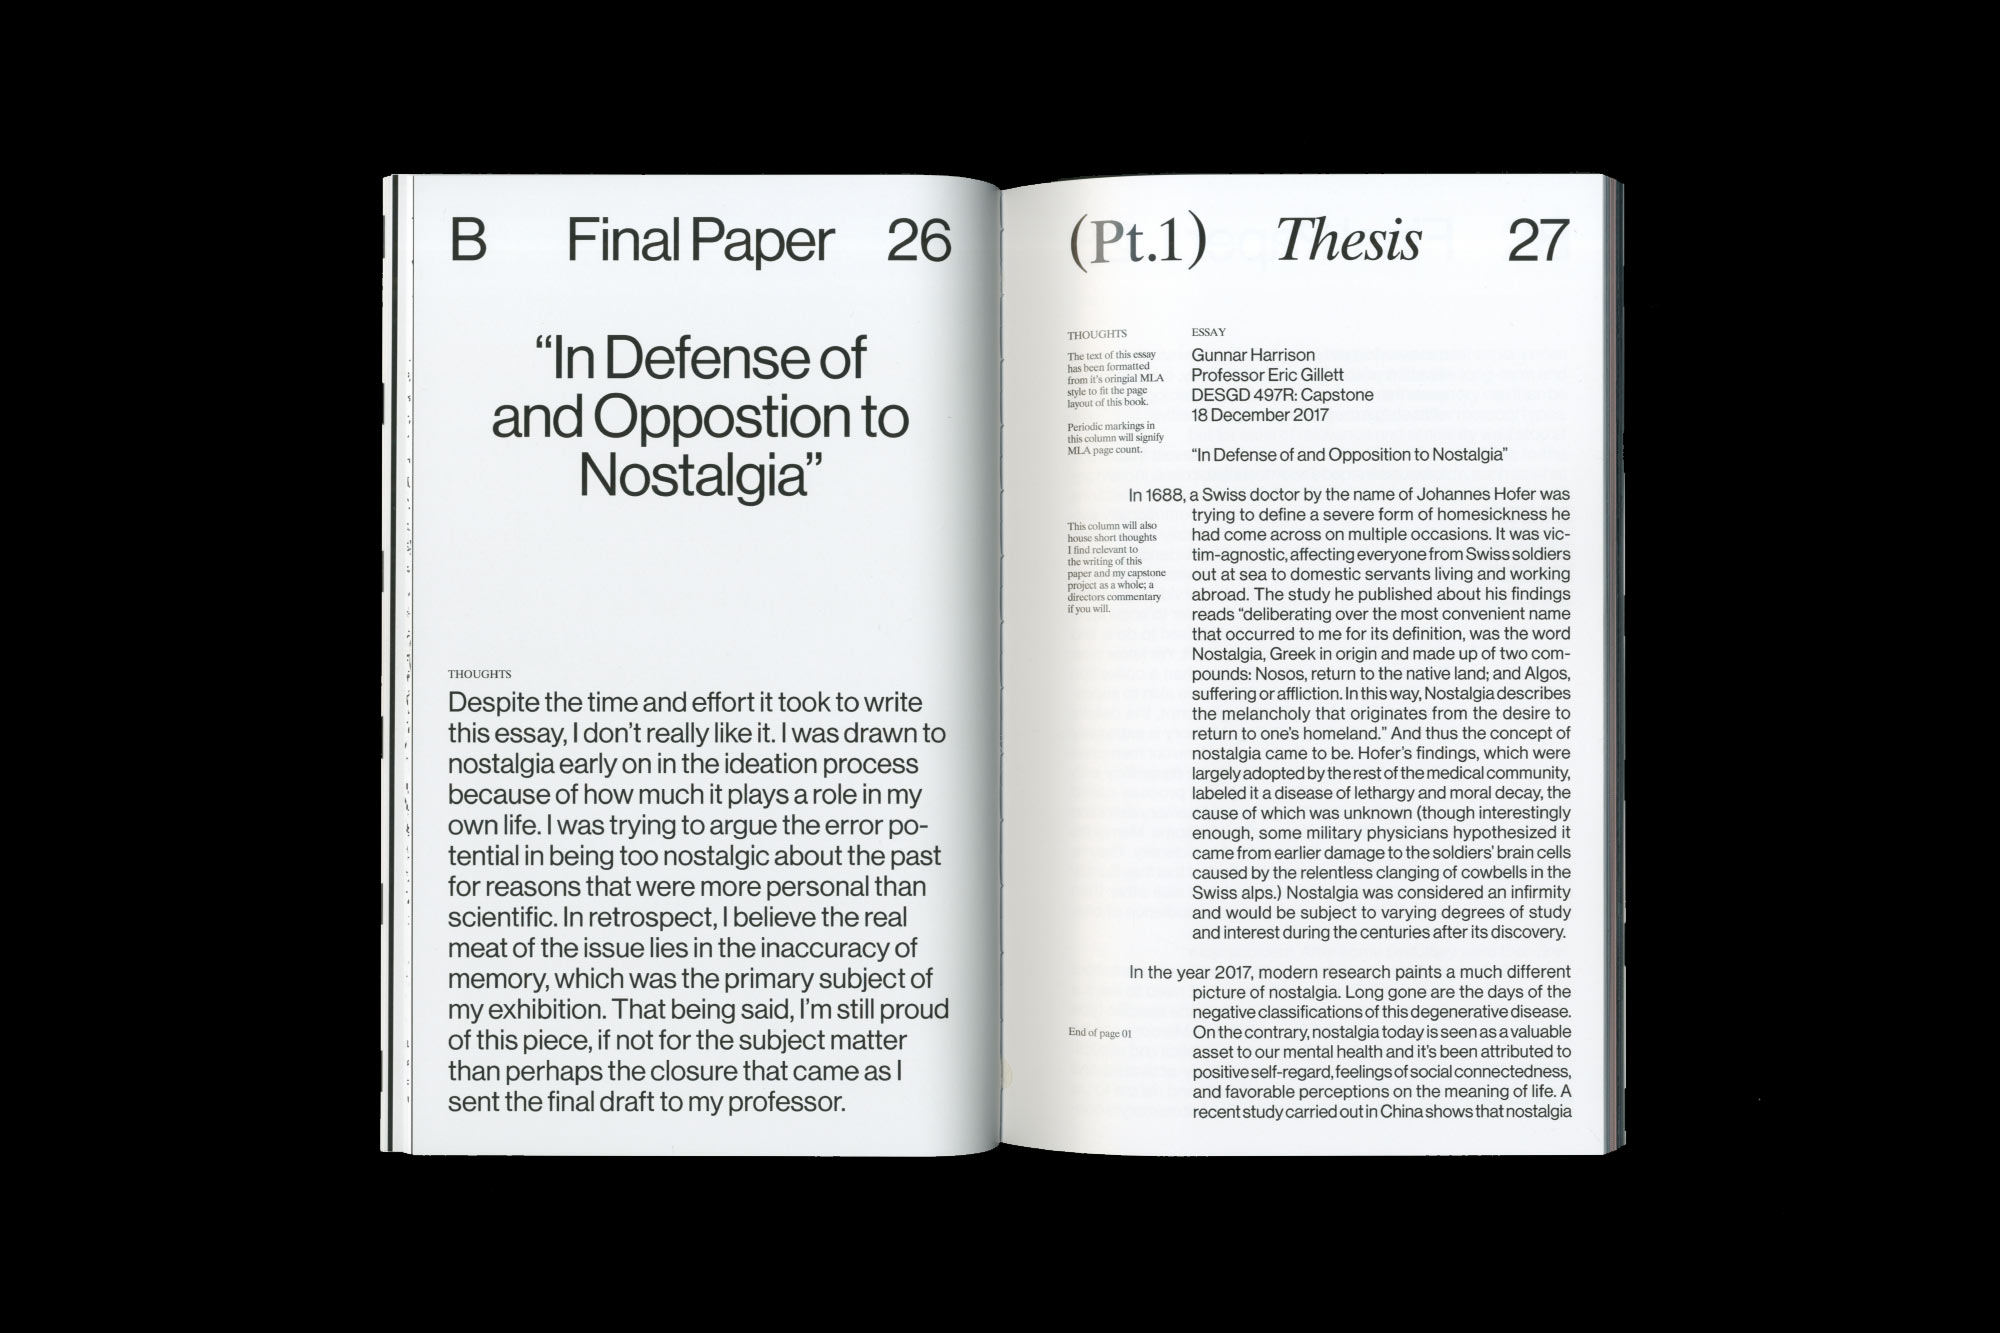 B Final Paper 26
“In Defense of
and Oppostion to
Nostalgia”
THOUGHTS
Despite the time and effort it took to write
this essay, I don’t really like it. I was drawn to
nostalgia early on in the ideation process
because of how much it plays a role in my
own life. I was trying to argue the error po-
tential in being too nostalgic about the past
for reasons that were more personal than
scientific. In retrospect, I believe the real
meat of the issue lies in the inaccuracy of
memory, which was the primary subject of
my exhibition. That being said, I’m still proud
of this piece, if not for the subject matter
than perhaps the closure that came as I
sent the final draft to my professor.
(Pt.1) Thesis 27
THOUGHTS
The text of this essay
has been formatted
from it’s oringial MLA
style to fit the page
layout of this book.
Periodic markings in
this column will signify
MLA page count.
This column will also
house short thoughts
I find relevant to
the writing of this
paper and my capstone
project as a whole; a
directors commentary
if you will.
End of page 01
ESSAY
Gunnar Harrison
Professor Eric Gillett
DESGD 497R: Capstone
18 December 2017
“In Defense of and Opposition to Nostalgia”
In 1688, a Swiss doctor by the name of Johannes Hofer was
trying to define a severe form of homesickness he
had come across on multiple occasions. It was vic-
tim-agnostic, affecting everyone from Swiss soldiers
out at sea to domestic servants living and working
abroad. The study he published about his findings
reads “deliberating over the most convenient name
that occurred to me for its definition, was the word
Nostalgia, Greek in origin and made up of two com-
pounds: Nosos, return to the native land; and Algos,
suffering or affliction. In this way, Nostalgia describes
the melancholy that originates from the desire to
return to one’s homeland.” And thus the concept of
nostalgia came to be. Hofer’s findings, which were
largely adopted by the rest of the medical community,
labeled it a disease of lethargy and moral decay, the
cause of which was unknown (though interestingly
enough, some military physicians hypothesized it
came from earlier damage to the soldiers’ brain cells
caused by the relentless clanging of cowbells in the
Swiss alps.) Nostalgia was considered an infirmity
and would be subject to varying degrees of study
and interest during the centuries after its discovery.
In the year 2017, modern research paints a much different
picture of nostalgia. Long gone are the days of the
negative classifications of this degenerative disease.
On the contrary, nostalgia today is seen as a valuable
asset to our mental health and it’s been attributed to
positive self-regard, feelings of social connectedness,
and favorable perceptions on the meaning of life. A
recent study carried out in China shows that nostalgia